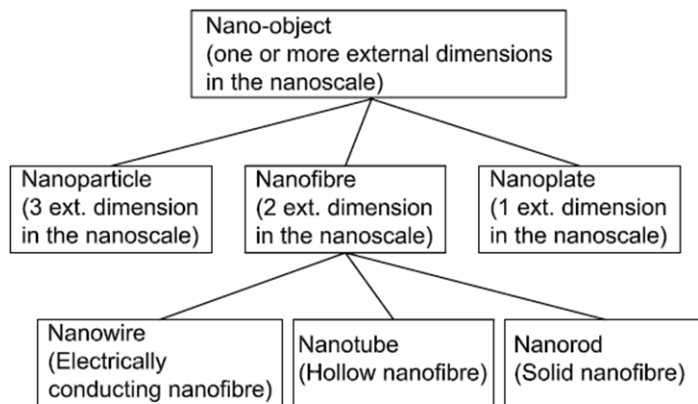 Nano-object
(one or more external dimensions
in the nanoscale)
Nanoparticle
(3 ext. dimension
in the nanoscale)
Nanofibre
(2 ext. dimension
in the nanoscale)
Nanoplate
(1 ext. dimension
in the nanoscale)
Nanowire
(Electrically
conducting nanofibre)
Nanotube
(Hollow nanofibre)
Nanorod
(Solid nanofibre)